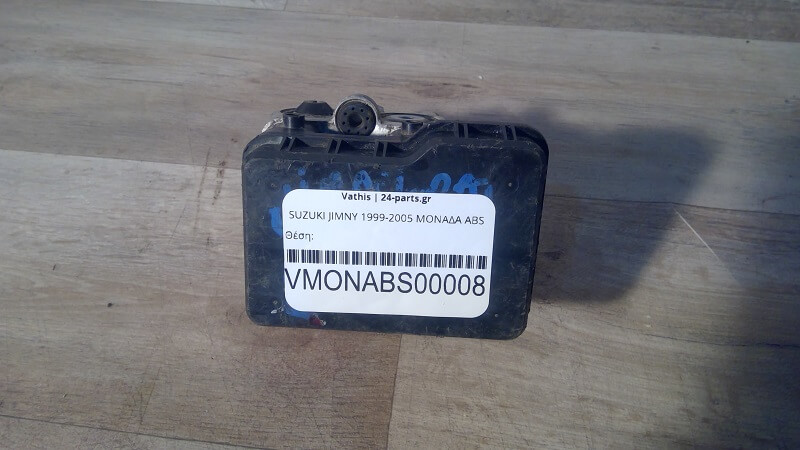 Vathis | 24-parts.gr
SUZUKI JIMNY 1999-2005 ΜΟΝΑΔΑ ABS
Θέση:
VMONABS00008